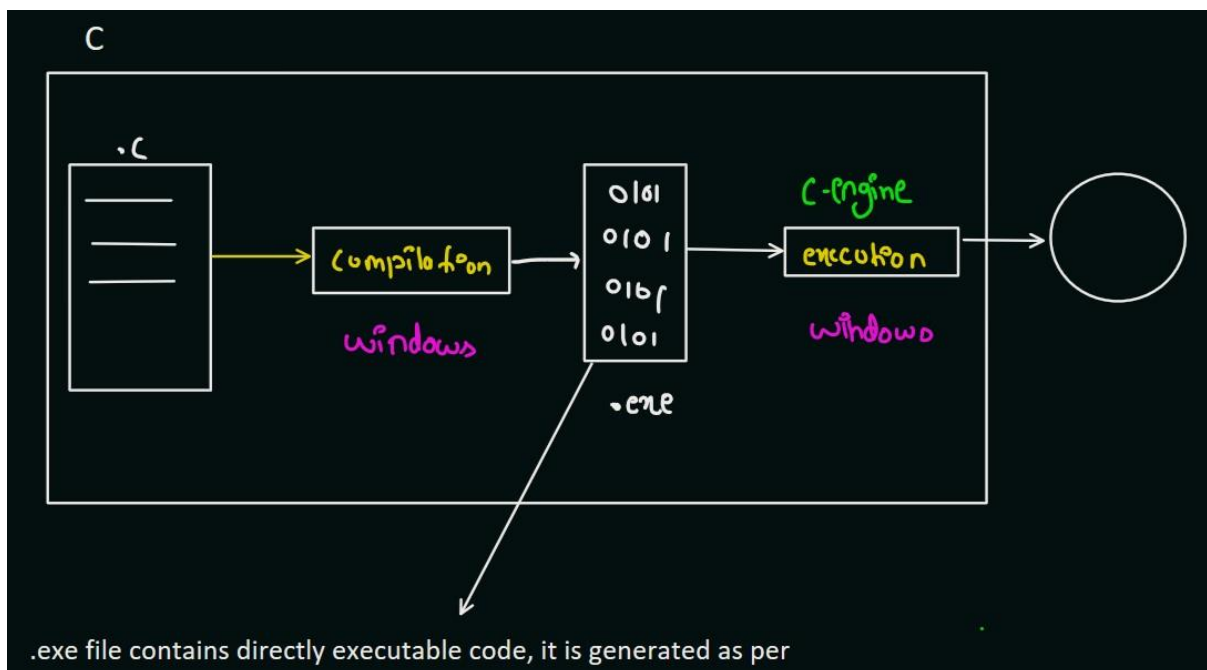 C
.c
0101
0101
0101
0101
c-engine
compilation
execution
windows
windows
.exe
.exe file contains directly executable code, it is generated as per